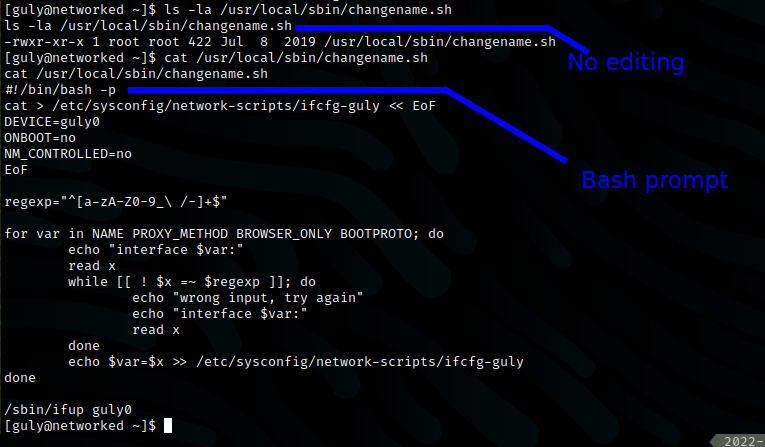 [guly@networked ~]$ ls -la /usr/local/sbin/changename.sh
ls -la /usr/local/sbin/changename.sh
-rwxr-xr-x 1 root root 422 Jul  8  2019 /usr/local/sbin/changename.sh
No editing
[guly@networked ~]$ cat /usr/local/sbin/changename.sh
cat /usr/local/sbin/changename.sh
#!/bin/bash -p
cat > /etc/sysconfig/network-scripts/ifcfg-guly << EoF
DEVICE=guly0
ONBOOT=no
NM_CONTROLLED=no
EoF
Bash prompt
regexp="^[a-zA-Z0-9_\ /-]+$"
for var in NAME PROXY_METHOD BROWSER_ONLY BOOTPROTO; do
        echo "interface $var:"
        read x
        while [[ ! $x =~ $regexp ]]; do
                echo "wrong input, try again"
                echo "interface $var:"
                read x
        done
        echo $var=$x >> /etc/sysconfig/network-scripts/ifcfg-guly
done
/sbin/ifup guly0
[guly@networked ~]$
2022-